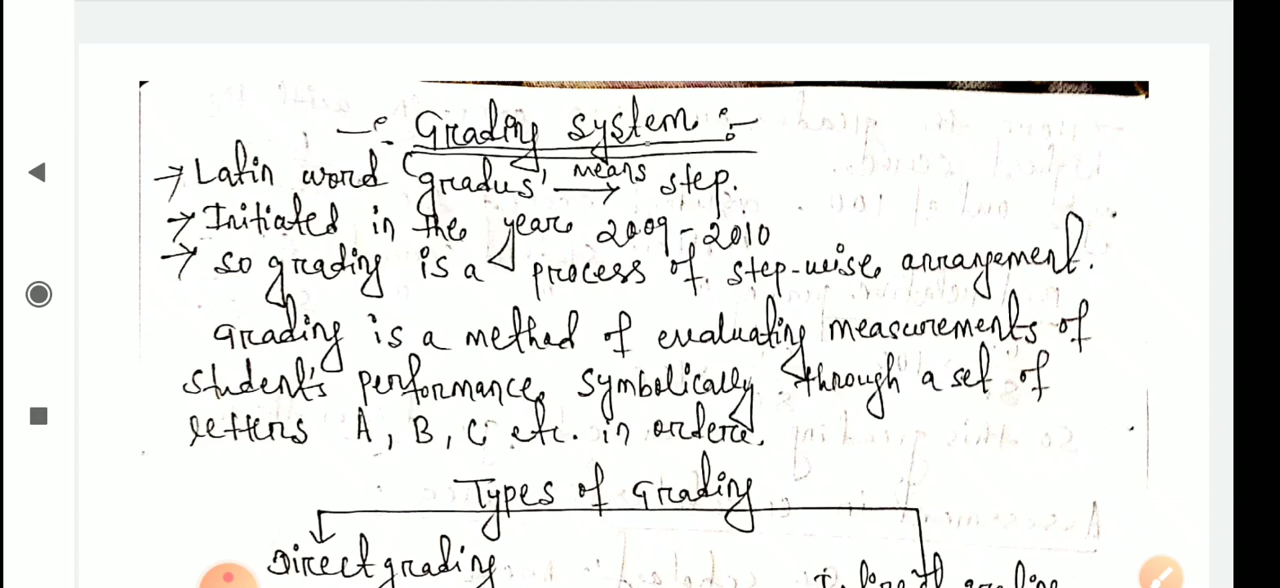 -: Grading system :-
→ Latin word 'gradus' means → step.
→ Initiated in the year 2009-2010
→ so grading is a process of step-wise arrangement.
Grading is a method of evaluating measurements of
student's performance symbolically through a set of
letters A, B, C etc. in order.
Types of Grading
Direct grading